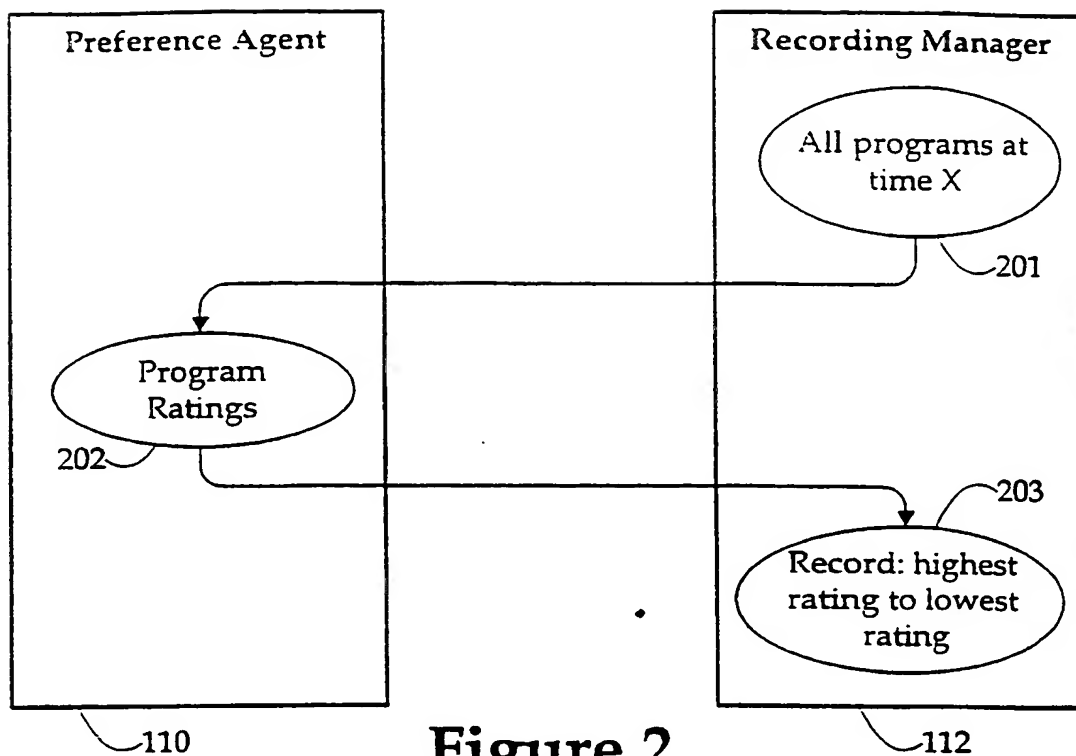 Preference Agent
Recording Manager
All programs at
time X
201
Program
Ratings
202
203
Record: highest
rating to lowest
rating
110
112
Figure 2